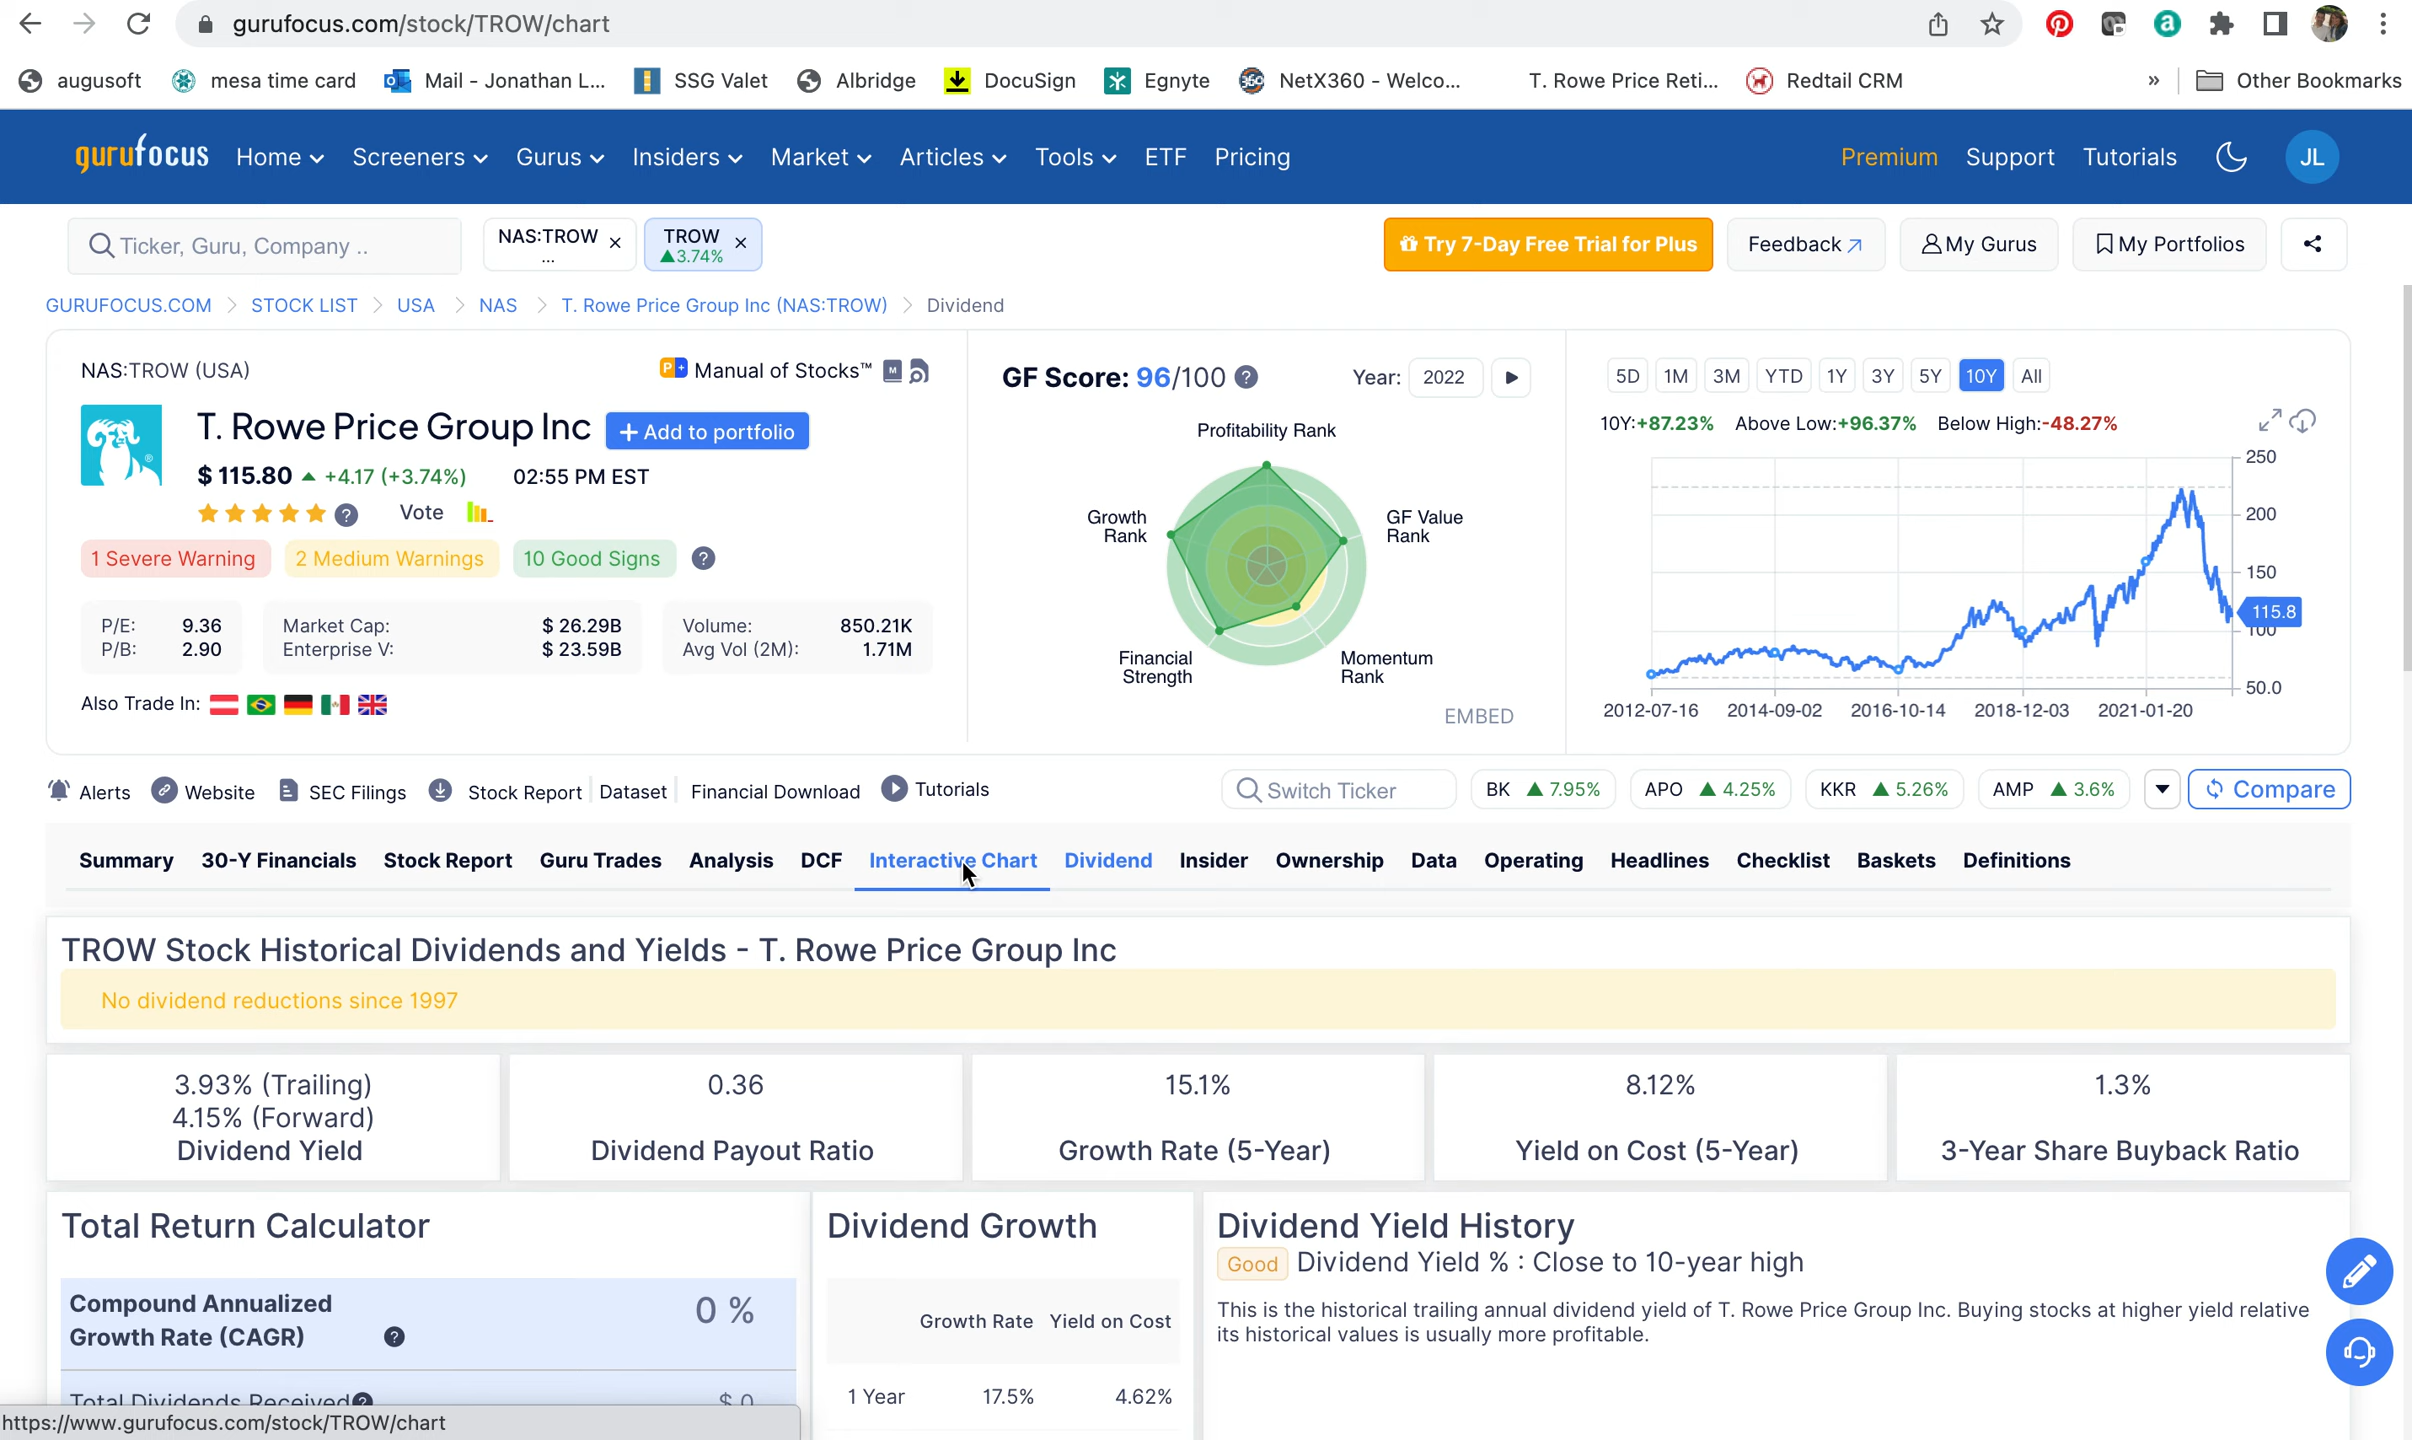 gurufocus.com/stock/TROW/chart
augusoft
mesa time card
Mail - Jonathan L...
SSG Valet
Albridge
DocuSign
Egnyte
NetX360 - Welco...
T. Rowe Price Reti...
Redtail CRM
»
Other Bookmarks
gurufocus
Home
Screeners
Gurus
Insiders
Market
Articles
Tools
ETF
Pricing
Premium
Support
Tutorials
JL
Ticker, Guru, Company ..
NAS:TROW
...
TROW
▲3.74%
Try 7-Day Free Trial for Plus
Feedback
My Gurus
My Portfolios
GURUFOCUS.COM > STOCK LIST > USA > NAS > T. Rowe Price Group Inc (NAS:TROW) > Dividend
NAS:TROW (USA)
P+ Manual of Stocks™
M
T. Rowe Price Group Inc
+ Add to portfolio
$ 115.80 ▲ +4.17 (+3.74%) 02:55 PM EST
Vote
1 Severe Warning
2 Medium Warnings
10 Good Signs
P/E: 9.36
P/B: 2.90
Market Cap: $ 26.29B
Enterprise V: $ 23.59B
Volume: 850.21K
Avg Vol (2M): 1.71M
Also Trade In:
GF Score: 96/100
Year: 2022
Profitability Rank
Growth
Rank
GF Value
Rank
Financial
Strength
Momentum
Rank
EMBED
5D 1M 3M YTD 1Y 3Y 5Y 10Y All
10Y:+87.23% Above Low:+96.37% Below High:-48.27%
250
200
150
115.8
100
50.0
2012-07-16 2014-09-02 2016-10-14 2018-12-03 2021-01-20
Alerts
Website
SEC Filings
Stock Report
Dataset
Financial Download
Tutorials
Switch Ticker
BK ▲ 7.95%
APO ▲ 4.25%
KKR ▲ 5.26%
AMP ▲ 3.6%
Compare
Summary 30-Y Financials Stock Report Guru Trades Analysis DCF Interactive Chart Dividend Insider Ownership Data Operating Headlines Checklist Baskets Definitions
TROW Stock Historical Dividends and Yields - T. Rowe Price Group Inc
No dividend reductions since 1997
3.93% (Trailing)
4.15% (Forward)
Dividend Yield
0.36
Dividend Payout Ratio
15.1%
Growth Rate (5-Year)
8.12%
Yield on Cost (5-Year)
1.3%
3-Year Share Buyback Ratio
Total Return Calculator
Compound Annualized
Growth Rate (CAGR)
0 %
Total Dividends Received
$ 0
Dividend Growth
Growth Rate Yield on Cost
1 Year 17.5% 4.62%
Dividend Yield History
Good Dividend Yield % : Close to 10-year high
This is the historical trailing annual dividend yield of T. Rowe Price Group Inc. Buying stocks at higher yield relative
its historical values is usually more profitable.
https://www.gurufocus.com/stock/TROW/chart